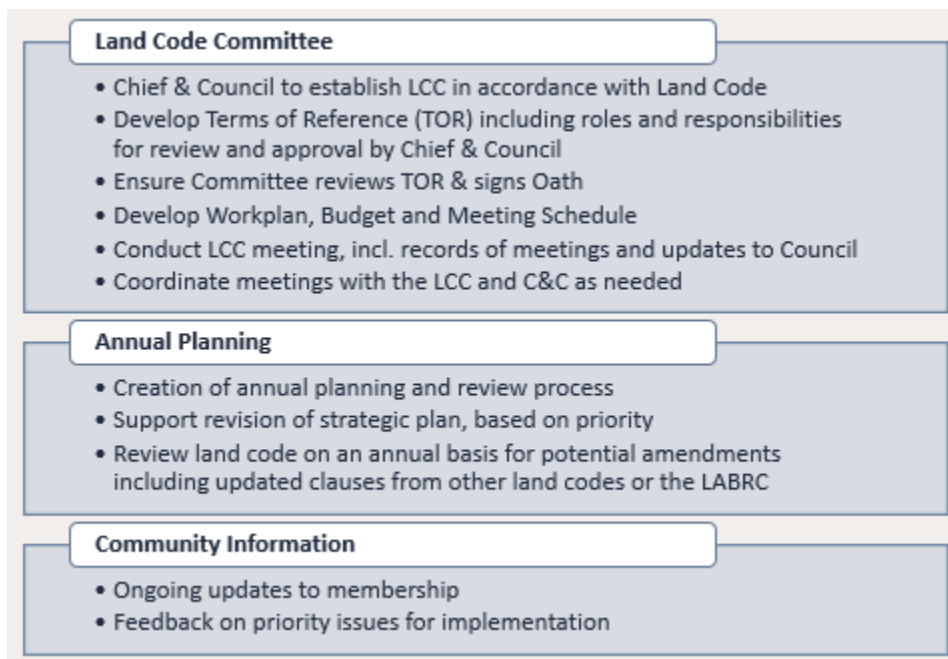 Land Code Committee
• Chief & Council to establish LCC in accordance with Land Code
• Develop Terms of Reference (TOR) including roles and responsibilities
for review and approval by Chief & Council
• Ensure Committee reviews TOR & signs Oath
• Develop Workplan, Budget and Meeting Schedule
• Conduct LCC meeting, incl. records of meetings and updates to Council
• Coordinate meetings with the LCC and C&C as needed
Annual Planning
• Creation of annual planning and review process
• Support revision of strategic plan, based on priority
• Review land code on an annual basis for potential amendments
including updated clauses from other land codes or the LABRC
Community Information
• Ongoing updates to membership
• Feedback on priority issues for implementation